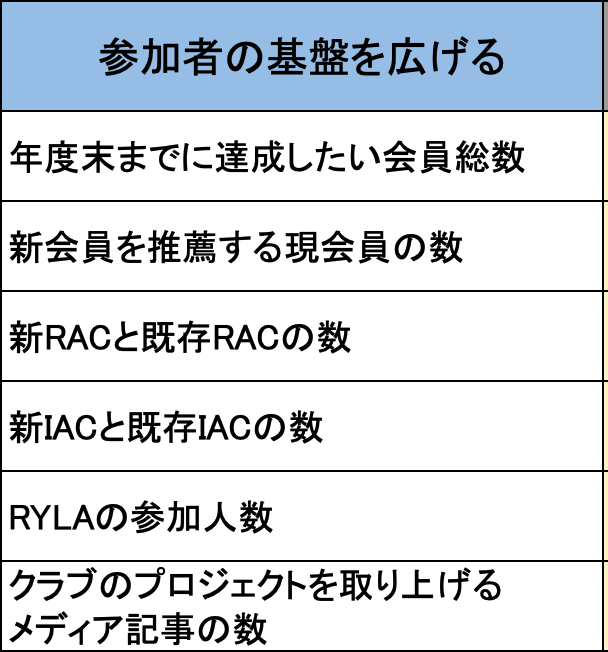 参加者の基盤を広げる
年度末までに達成したい会員総数
新会員を推薦する現会員の数
新RACと既存RACの数
新IACと既存IACの数
RYLAの参加人数
クラブのプロジェクトを取り上げる
メディア記事の数